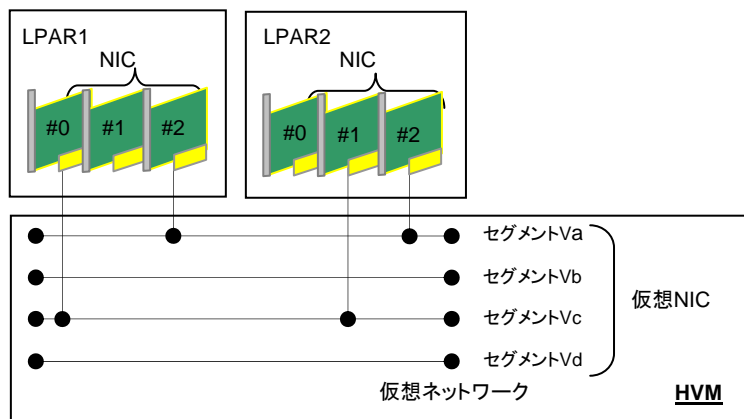 LPAR1
NIC
#0
#1
#2
LPAR2
NIC
#0
#1
#2
セグメントVa
セグメントVb
セグメントVc
セグメントVd
仮想NIC
仮想ネットワーク
HVM